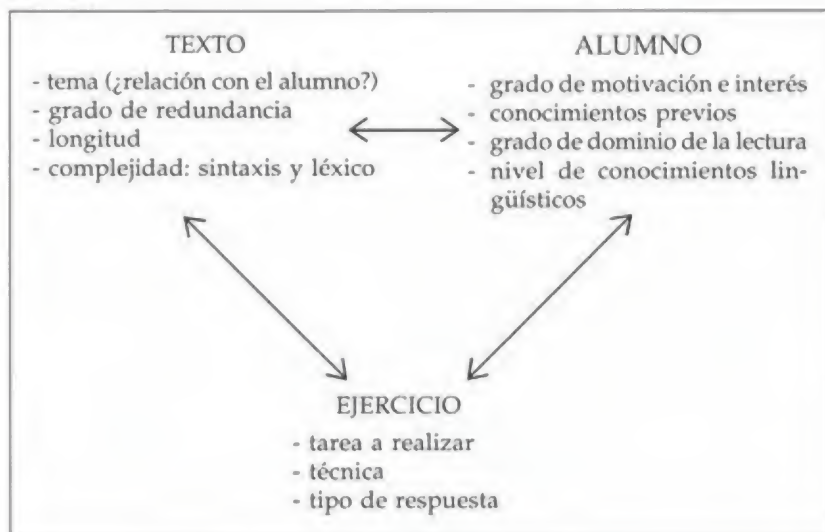 TEXTO
- tema (¿relación con el alumno?)
- grado de redundancia
- longitud
- complejidad: sintaxis y léxico
ALUMNO
- grado de motivación e interés
- conocimientos previos
- grado de dominio de la lectura
- nivel de conocimientos lin-
güísticos
EJERCICIO
- tarea a realizar
- técnica
- tipo de respuesta